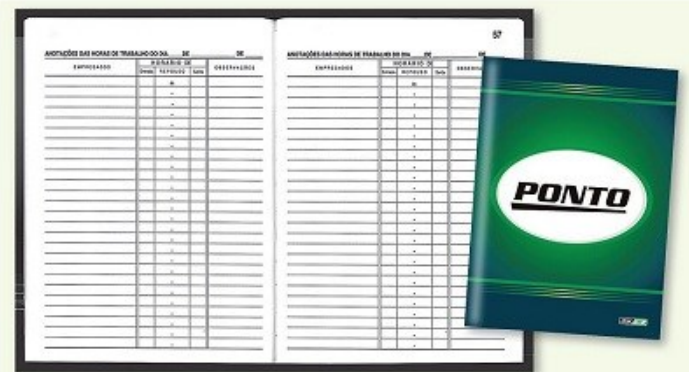 57
ANOTAÇÕES DAS HORAS DE TRABALHO DO DIA DE DE
EMPREGADO HORÁRIO DE OBSERVAÇÕES
Entrada REPOUSO Saída
ANOTAÇÕES DAS HORAS DE TRABALHO DO DIA DE DE
EMPREGADOS HORÁRIO DE
Entrada REPOUSO Saída
PONTO